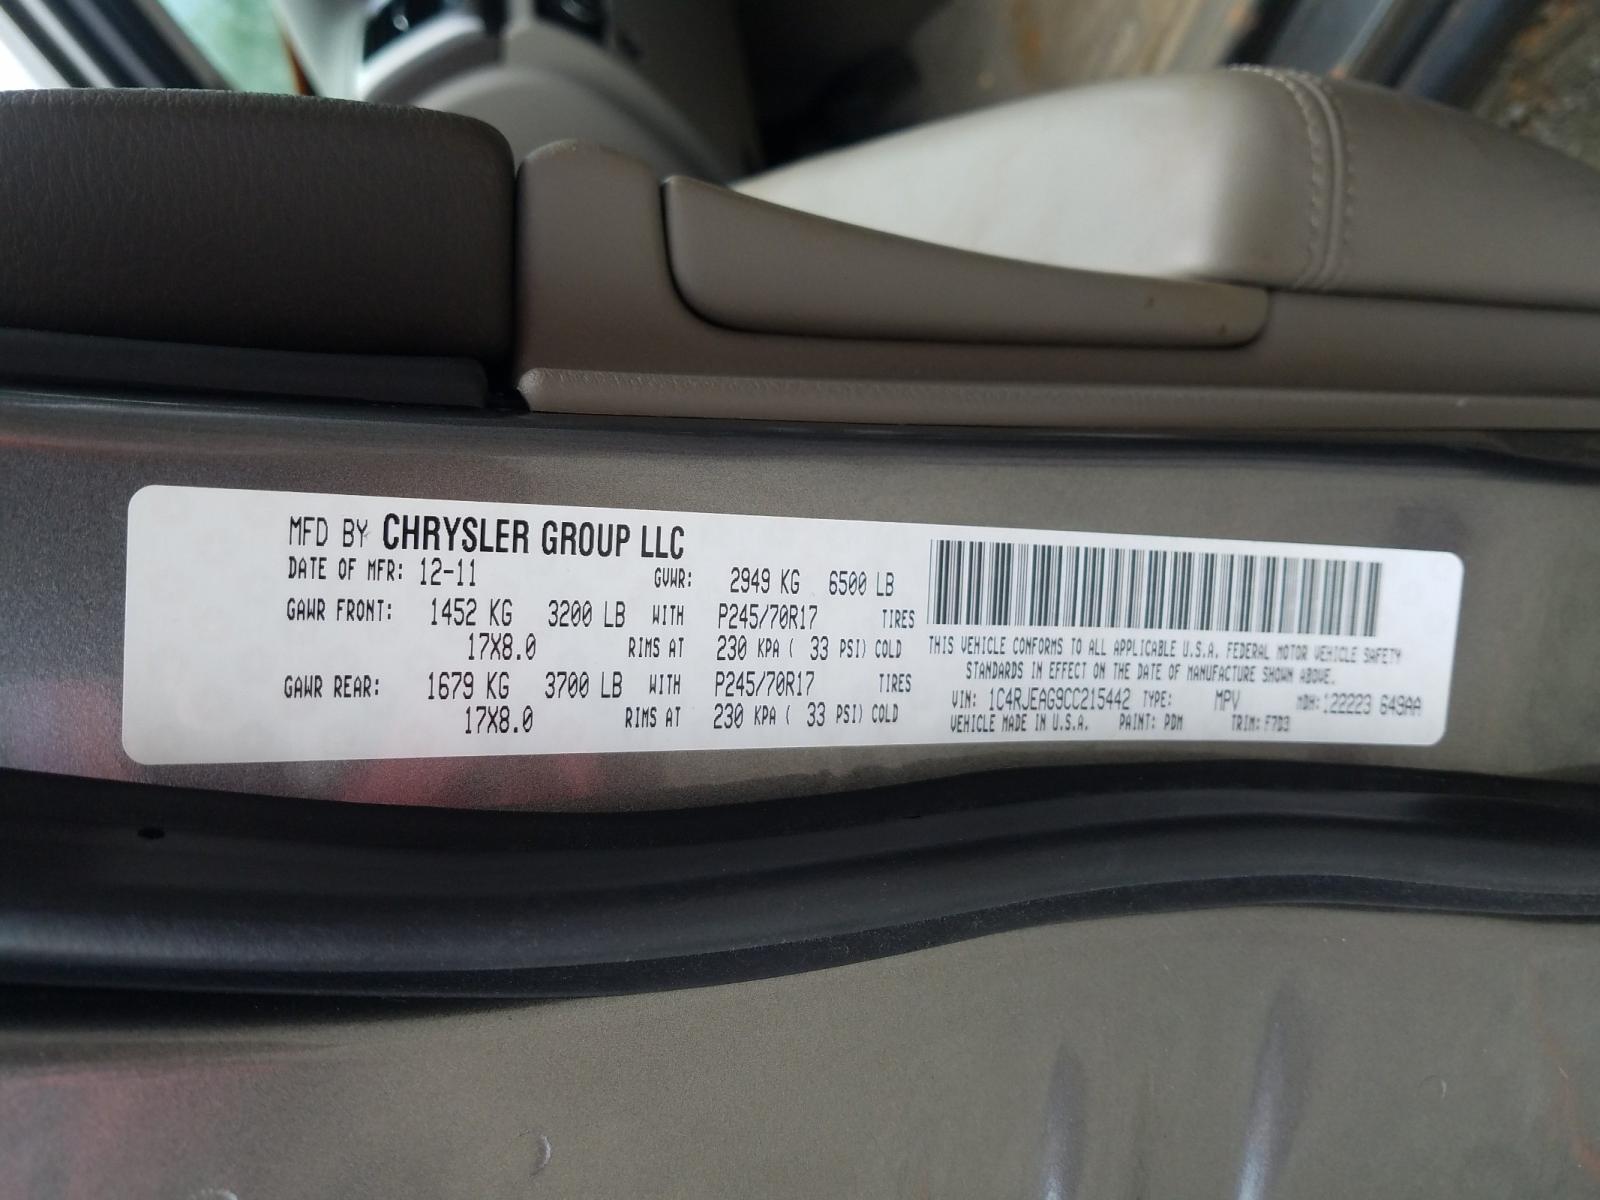 MFD BY CHRYSLER GROUP LLC
DATE OF MFR: 12-11 GVWR: 2949 KG 6500 LB
GAWR FRONT: 1452 KG 3200 LB WITH P245/70R17 TIRES
17X8.0 RIMS AT 230 KPA ( 33 PSI) COLD
GAWR REAR: 1679 KG 3700 LB WITH P245/70R17 TIRES
17X8.0 RIMS AT 230 KPA ( 33 PSI) COLD
THIS VEHICLE CONFORMS TO ALL APPLICABLE U.S.A. FEDERAL MOTOR VEHICLE SAFETY
STANDARDS IN EFFECT ON THE DATE OF MANUFACTURE SHOWN ABOVE.
VIN: 1C4RJEAG9CC215442 TYPE: MPV MDH: 122223 649AA
VEHICLE MADE IN U.S.A. PAINT: PDM TRIM: F7D3